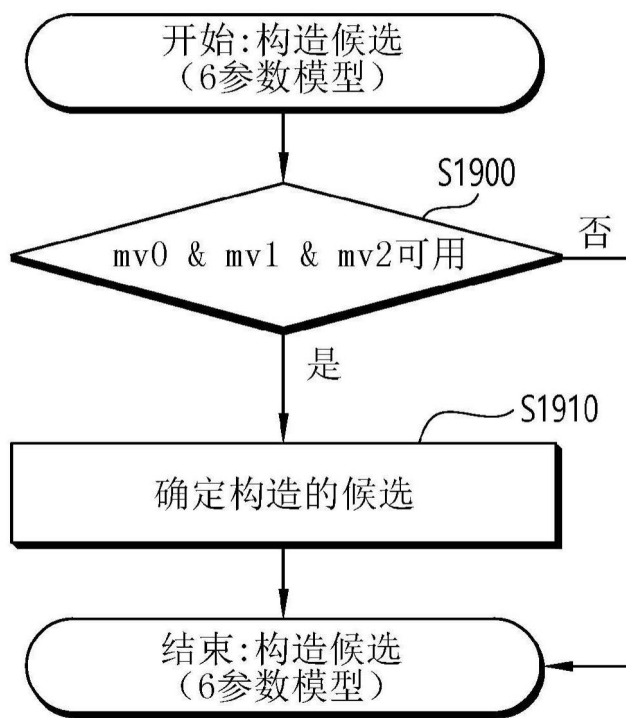 开始:构造候选
（6参数模型）
S1900
mv0 & mv1 & mv2可用
否
是
S1910
确定构造的候选
结束:构造候选
（6参数模型）